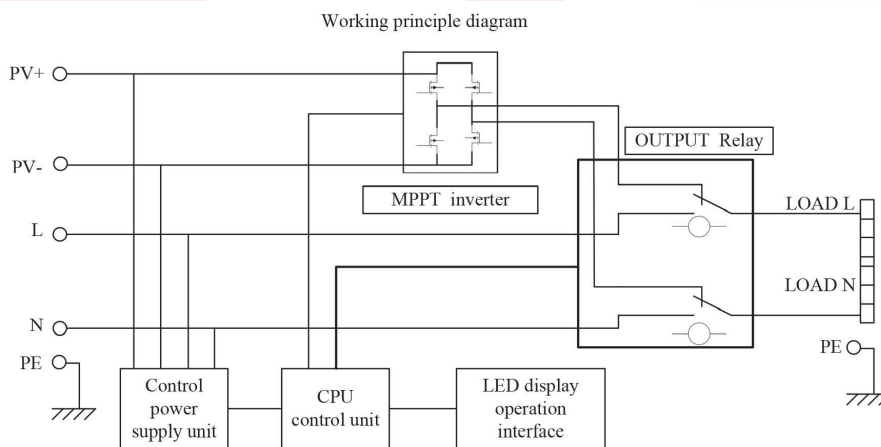 Working principle diagram
PV+
PV-
OUTPUT Relay
MPPT inverter
LOAD L
L
LOAD N
N
PE
PE
Control
power
supply unit
CPU
control unit
LED display
operation
interface